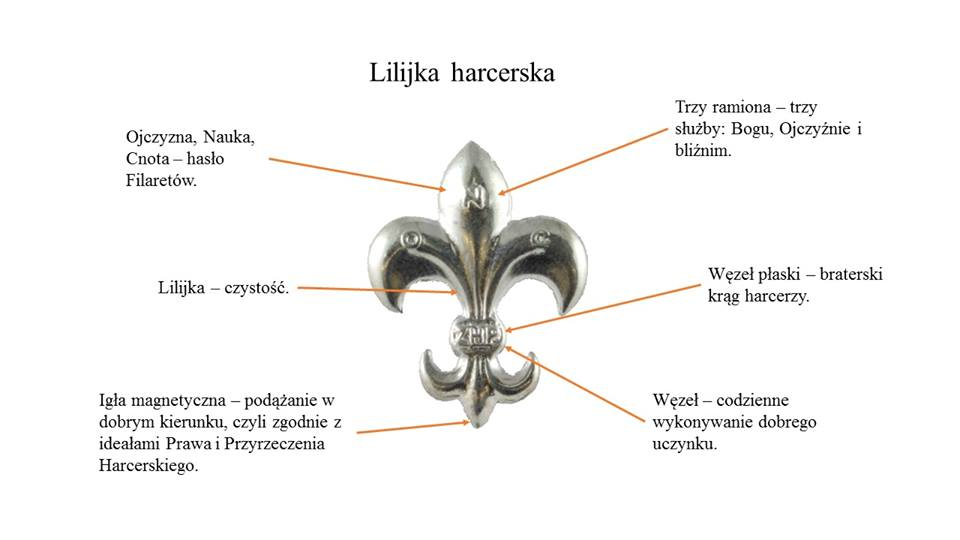 Lilijka harcerska
Ojczyzna, Nauka,
Cnota – hasło
Filaretów.
Trzy ramiona – trzy
służby: Bogu, Ojczyźnie i
bliźnim.
N
O
C
Lilijka – czystość.
Węzeł płaski – braterski
krąg harcerzy.
ZHP
Igła magnetyczna – podążanie w
dobrym kierunku, czyli zgodnie z
ideałami Prawa i Przyrzeczenia
Harcerskiego.
Węzeł – codzienne
wykonywanie dobrego
uczynku.